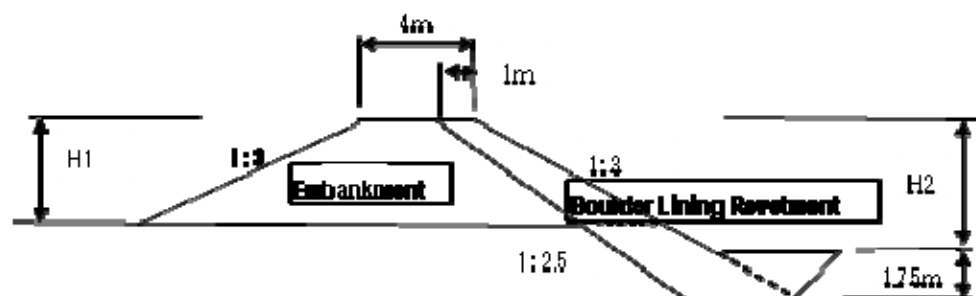 4m
1m
H1
1:3
Embankment
1:3
Boulder Lining Revetment
H2
1:2.5
1.75m